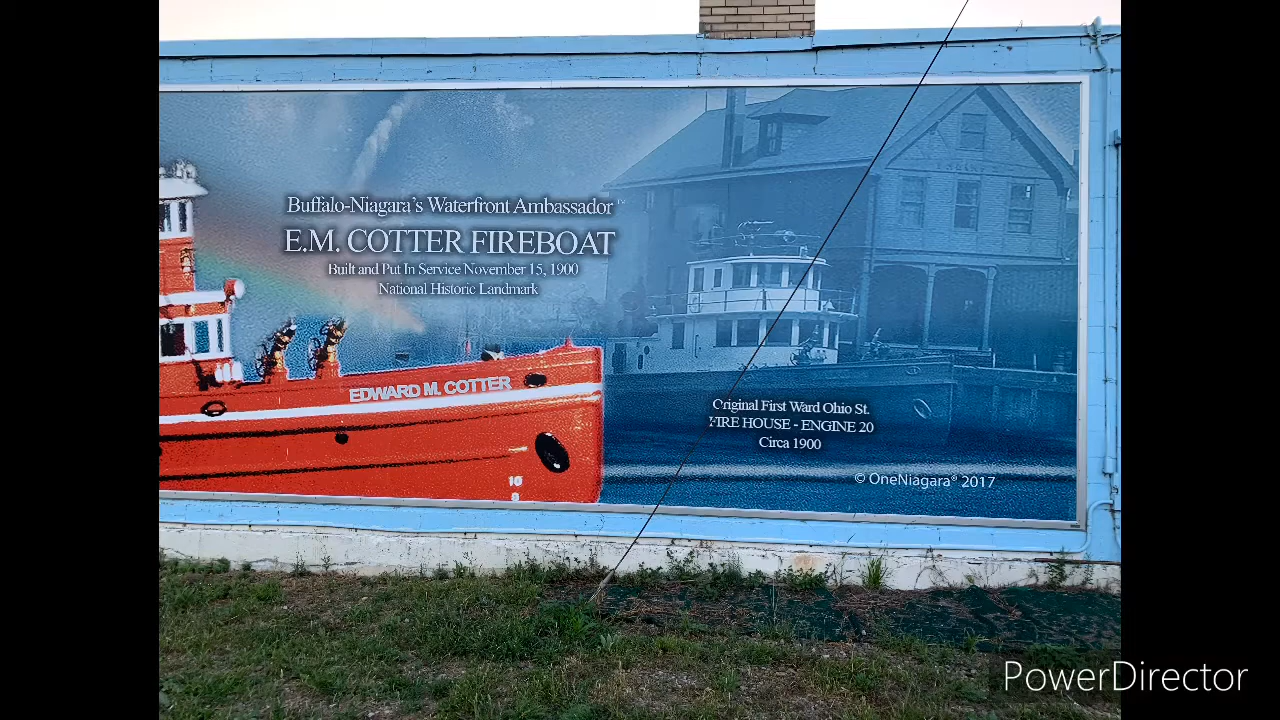 Buffalo-Niagara's Waterfront Ambassador™
E.M. COTTER FIREBOAT
Built and Put In Service November 15, 1900
National Historic Landmark
EDWARD M. COTTER
10
Original First Ward Ohio St.
FIRE HOUSE - ENGINE 20
Circa 1900
© OneNiagara® 2017
PowerDirector